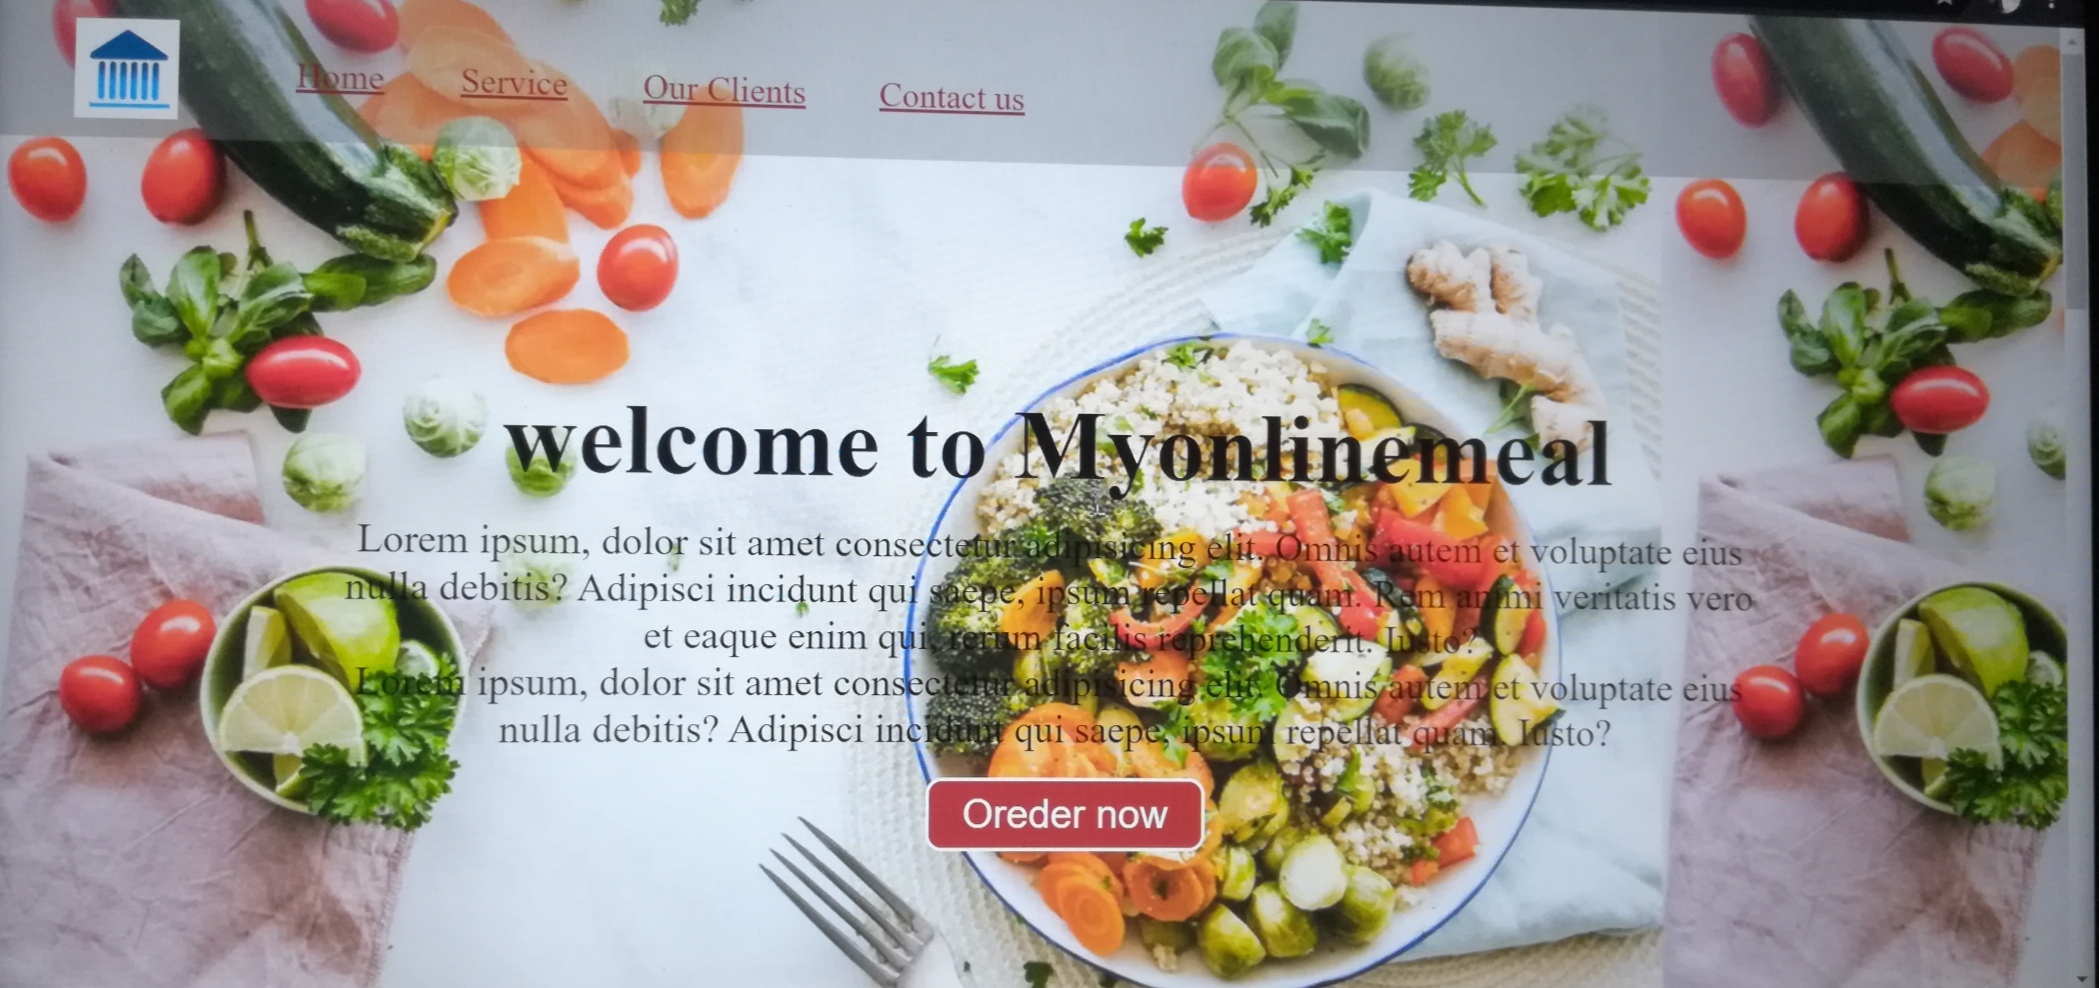 Home Service Our Clients Contact us
welcome to Myonlinemeal
Lorem ipsum, dolor sit amet consectetur adipisicing elit. Omnis autem et voluptate eius
nulla debitis? Adipisci incidunt qui saepe, ipsum repellat quam. Rem animi veritatis vero
et eaque enim qui, rerum facilis reprehenderit. Iusto?
Lorem ipsum, dolor sit amet consectetur adipisicing elit. Omnis autem et voluptate eius
nulla debitis? Adipisci incidunt qui saepe, ipsum repellat quam. Iusto?
Oreder now